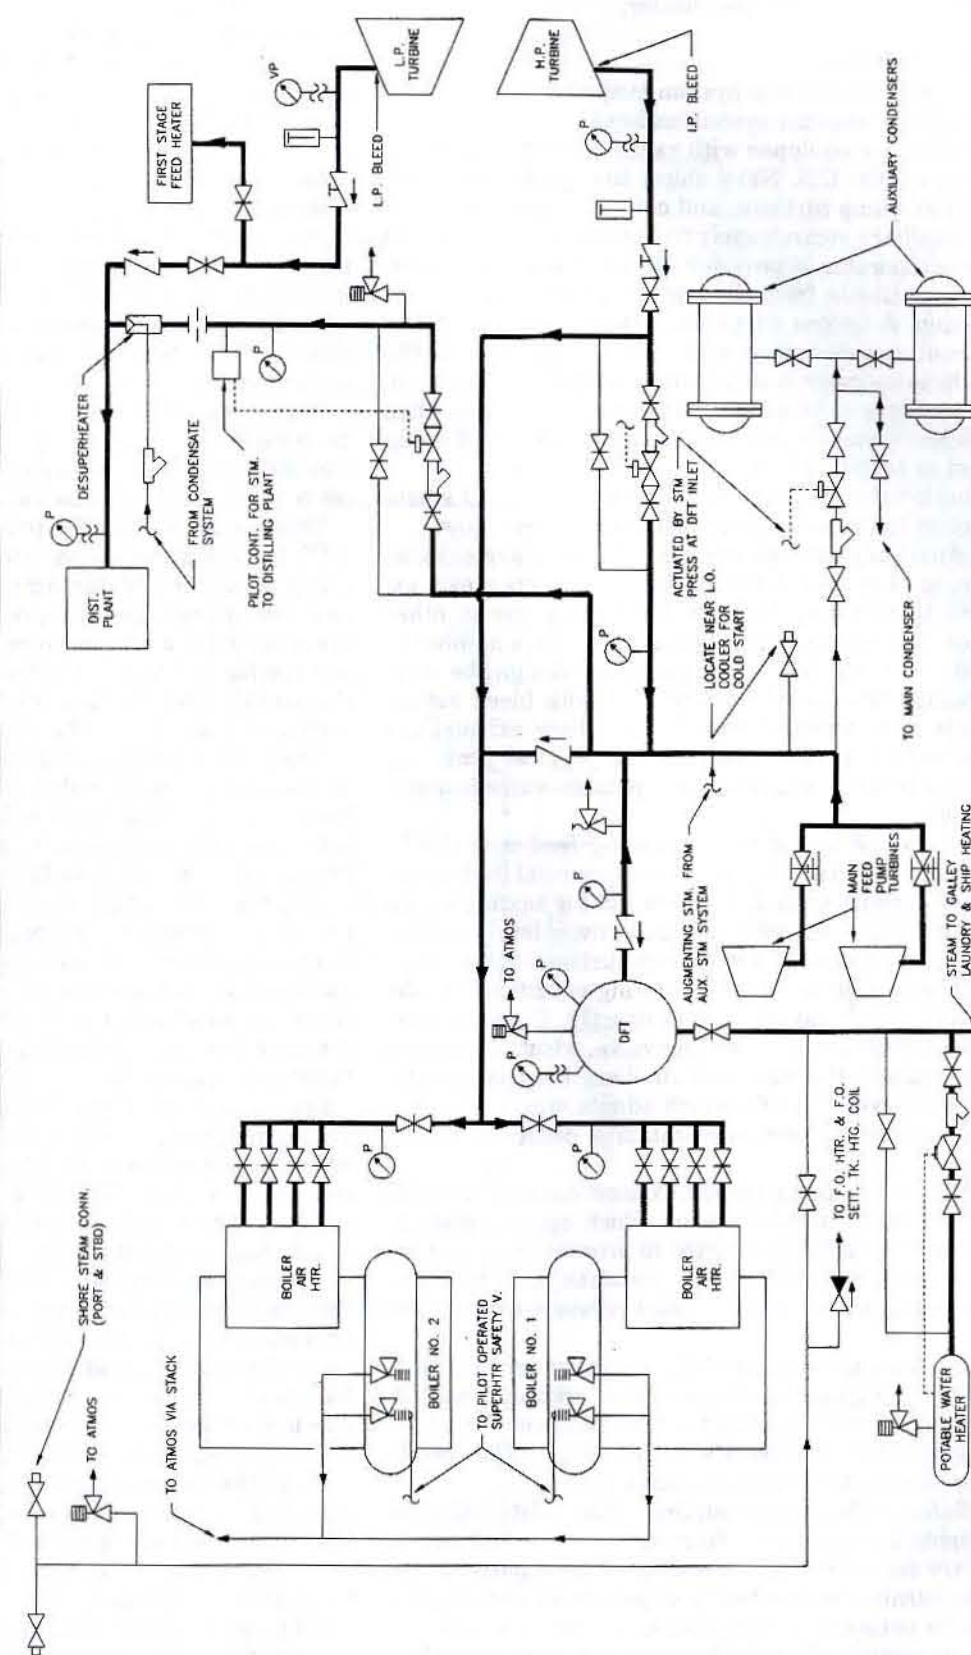 SHORE STEAM CONN.
(PORT & STBD)
TO ATMOS
TO ATMOS VIA STACK
BOILER
AIR
HTR.
BOILER NO. 2
TO PILOT OPERATED
SUPERHTR SAFETY V.
BOILER NO. 1
BOILER
AIR
HTR.
P
P
DIST.
PLANT
P
DESUPERHEATER
FROM CONDENSATE
SYSTEM
PILOT CONT. FOR STM.
TO DISTILLING PLANT
P
FIRST STAGE
FEED HEATER
VP
L.P.
TURBINE
L.P. BLEED
H.P.
TURBINE
I.P. BLEED
P
AUXILIARY CONDENSERS
ACTUATED BY STM
PRESS AT DFT INLET
LOCATE NEAR L.O.
COOLER FOR
COLD START
P
TO MAIN CONDENSER
TO ATMOS
P
P
P
DFT
AUGMENTING STM. FROM
AUX. STM SYSTEM
MAIN
FEED
PUMP
TURBINES
STEAM TO GALLEY
LAUNDRY & SHIP HEATING
TO F.O. HTR. & F.O.
SETT. TK. HTG. COIL
POTABLE WATER
HEATER